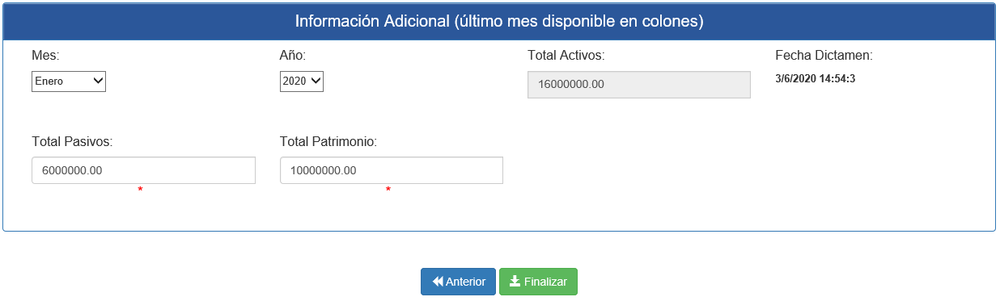 Información Adicional (último mes disponible en colones)
Mes: Año: Total Activos: Fecha Dictamen:
Enero 2020 16000000.00 3/6/2020 14:54:3
Total Pasivos: Total Patrimonio:
6000000.00 10000000.00
* *
Anterior Finalizar